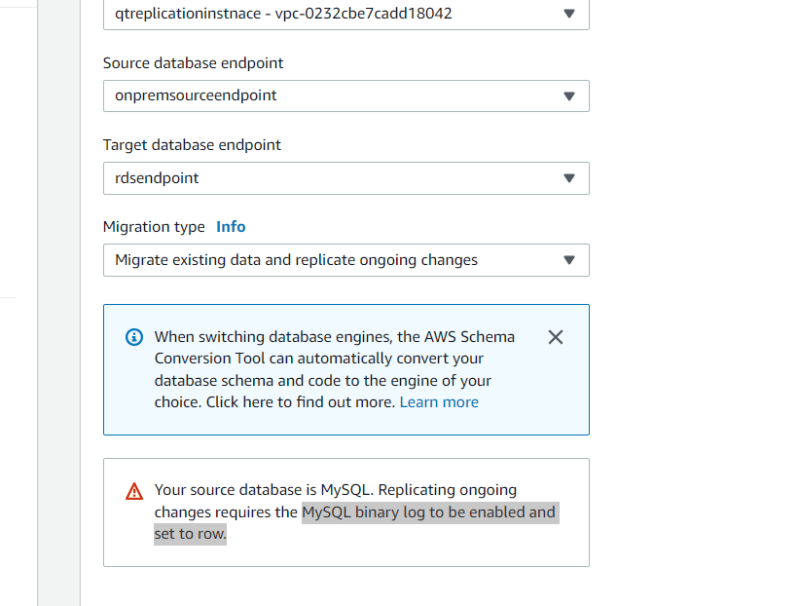 qtreplicationinstnace - vpc-0232cbe7cadd18042
Source database endpoint
onpremsourceendpoint
Target database endpoint
rdsendpoint
Migration type Info
Migrate existing data and replicate ongoing changes
When switching database engines, the AWS Schema
Conversion Tool can automatically convert your
database schema and code to the engine of your
choice. Click here to find out more. Learn more
Your source database is MySQL. Replicating ongoing
changes requires the MySQL binary log to be enabled and
set to row.